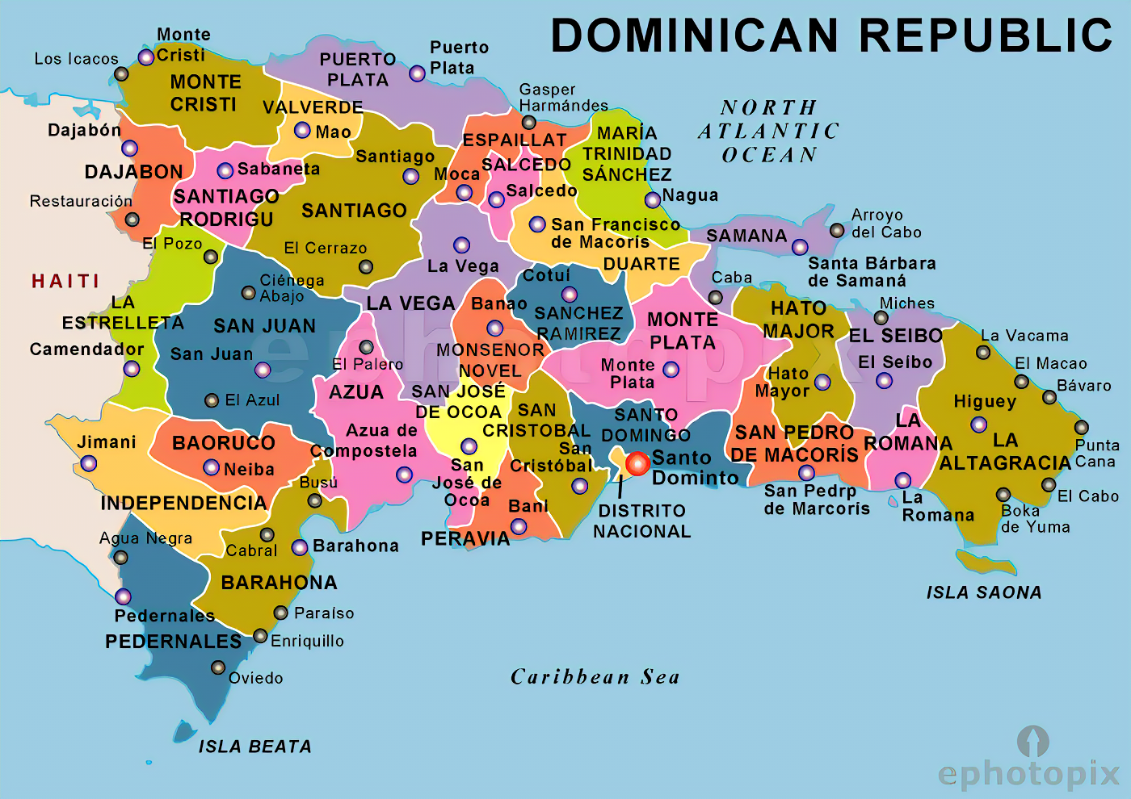 DOMINICAN REPUBLIC
Monte
Cristi
Los Icacos
MONTE
CRISTI
PUERTO
PLATA
Puerto
Plata
Gasper
Harmándes
NORTH
ATLANTIC
OCEAN
VALVERDE
Mao
Dajabón
DAJABON
ESPAILLAT
MARÍA
TRINIDAD
SÁNCHEZ
Santiago
Moca
SALCEDO
Salcedo
Sabaneta
SANTIAGO
RODRIGU
SANTIAGO
Nagua
Restauración
San Francisco
de Macorís
SAMANA
Arroyo
del Cabo
El Pozo
El Cerrazo
La Vega
DUARTE
Santa Bárbara
de Samaná
HAITI
Ciénega
Abajo
Cotuí
Caba
LA
ESTRELLETA
SAN JUAN
LA VEGA
Banao
SANCHEZ
RAMIREZ
MONTE
PLATA
HATO
MAJOR
Miches
EL SEIBO
La Vacama
Camendador
San Juan
El Palero
MONSENOR
NOVEL
Monte
Plata
Hato
Mayor
El Seíbo
El Macao
Bávaro
ephotopix
El Azul
AZUA
SAN JOSÉ
DE OCOA
SAN
CRISTOBAL
SANTO
DOMINGO
Higuey
Jimani
BAORUCO
Neiba
Azua de
Compostela
San
Cristóbal
Santo
Dominto
SAN PEDRO
DE MACORÍS
LA
ROMANA
LA
ALTAGRACIA
Punta
Cana
INDEPENDENCIA
Busú
San
José de
Ocoa
Bani
DISTRITO
NACIONAL
San Pedrp
de Marcorís
La
Romana
El Cabo
Boka
de Yuma
Agua Negra
Cabral
Barahona
PERAVIA
BARAHONA
ISLA SAONA
Pedernales
PEDERNALES
Paraíso
Enriquillo
Oviedo
Caribbean Sea
ISLA BEATA
ephotopix